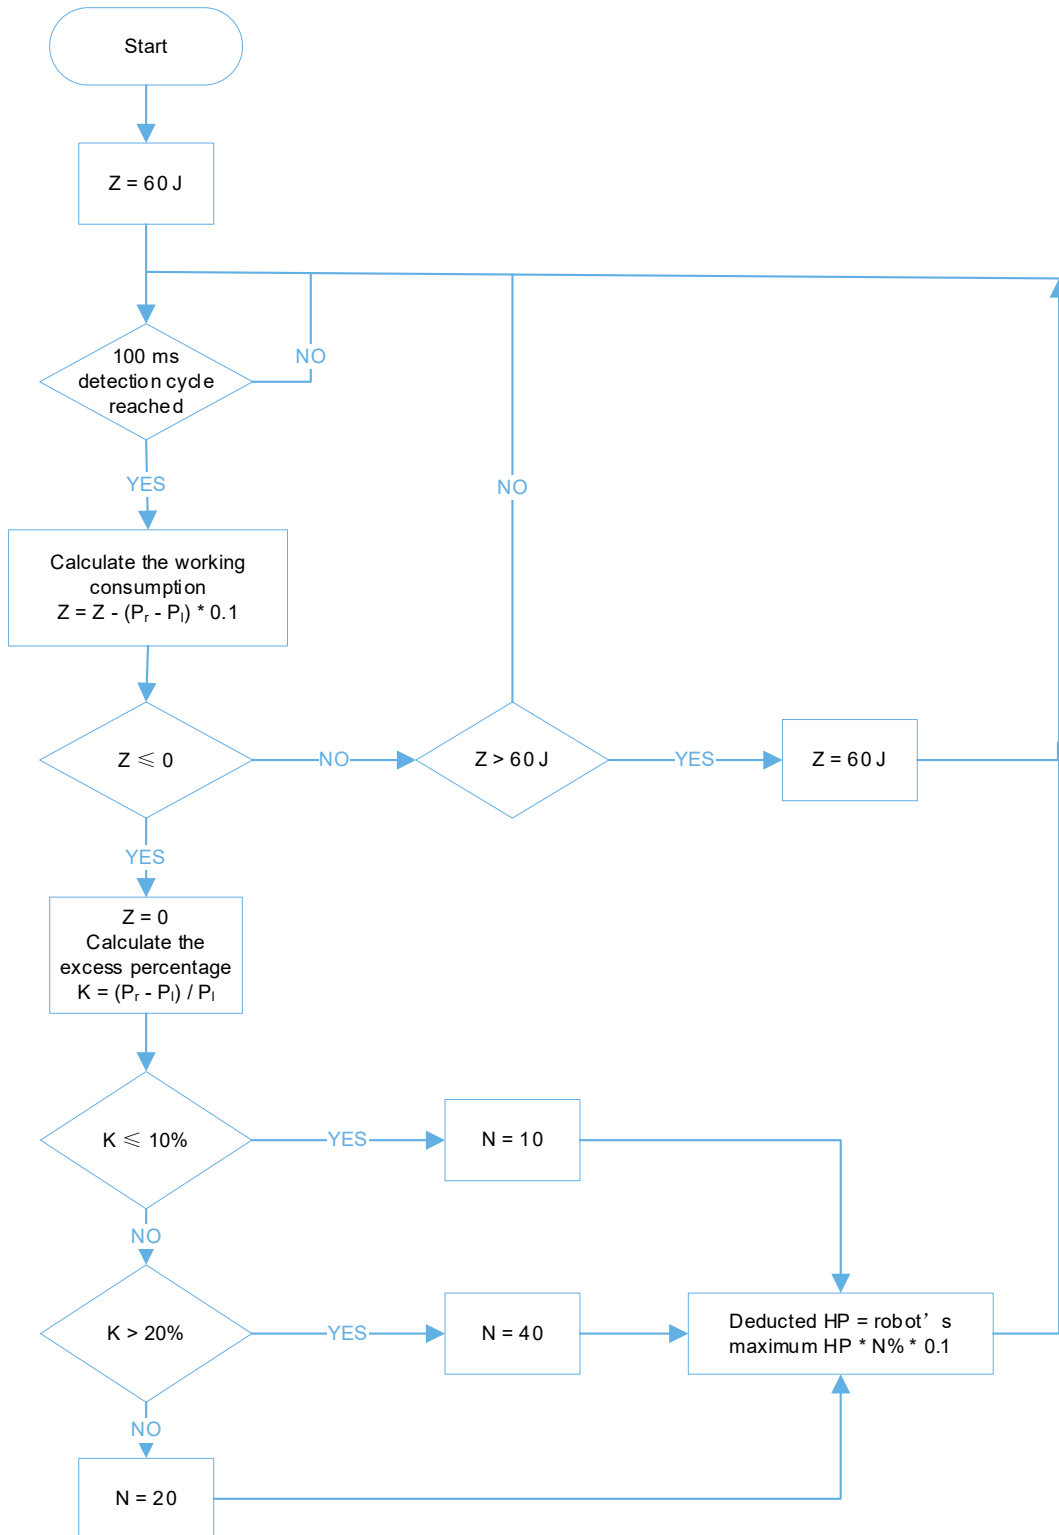 Start
Z = 60 J
100 ms
detection cycle
reached
NO
YES
NO
Calculate the working
consumption
Z = Z - (Pr - Pl) * 0.1
Z ≤ 0
NO
Z > 60 J
YES
Z = 60 J
YES
Z = 0
Calculate the
excess percentage
K = (Pr - Pl) / Pl
K ≤ 10%
YES
N = 10
NO
K > 20%
YES
N = 40
Deducted HP = robot’s
maximum HP * N% * 0.1
NO
N = 20